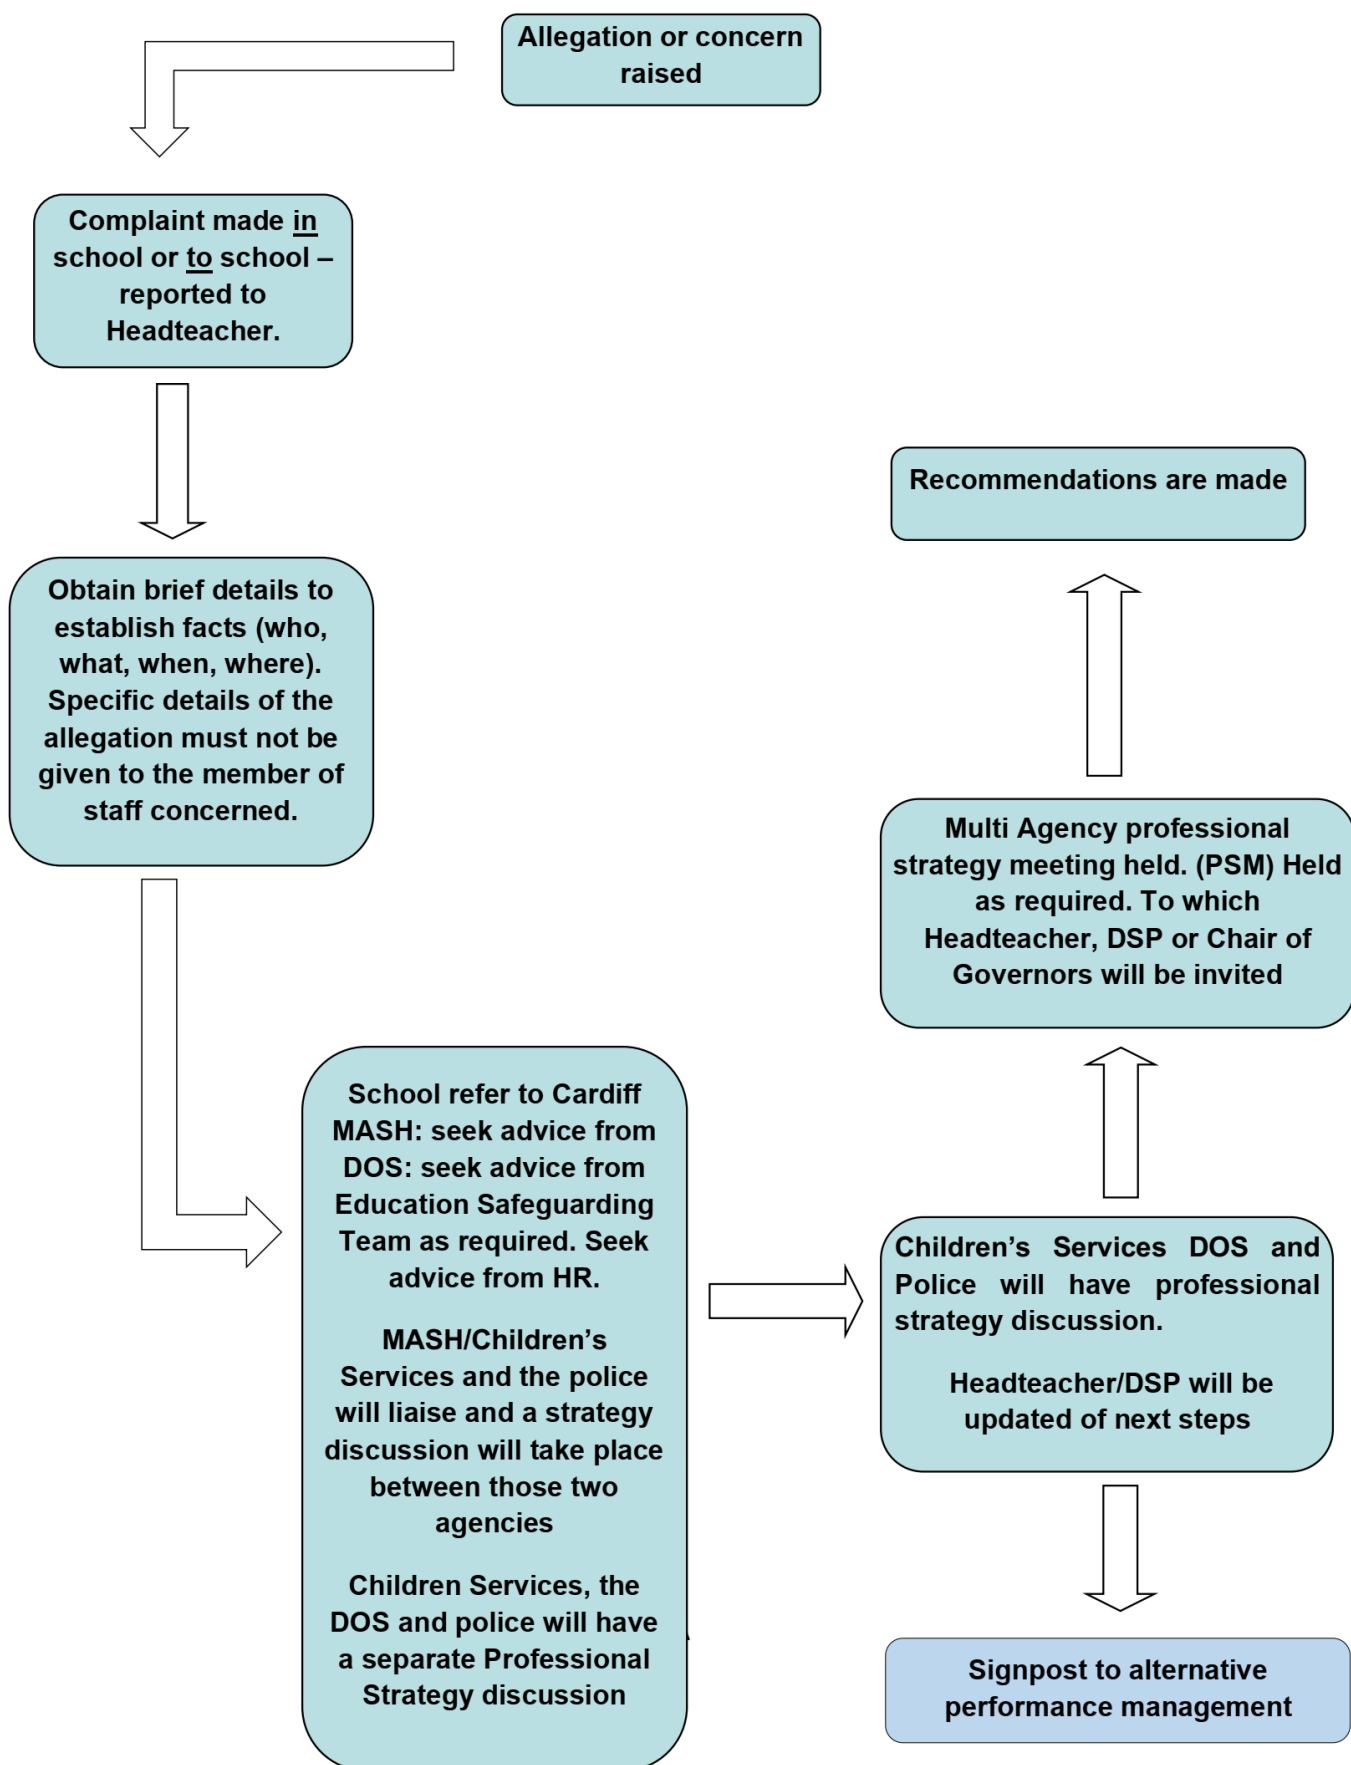 Allegation or concern
raised
Complaint made in
school or to school –
reported to
Headteacher.
Obtain brief details to
establish facts (who,
what, when, where).
Specific details of the
allegation must not be
given to the member of
staff concerned.
School refer to Cardiff
MASH: seek advice from
DOS: seek advice from
Education Safeguarding
Team as required. Seek
advice from HR.
MASH/Children’s
Services and the police
will liaise and a strategy
discussion will take place
between those two
agencies
Children Services, the
DOS and police will have
a separate Professional
Strategy discussion
Children’s Services DOS and
Police will have professional
strategy discussion.
Headteacher/DSP will be
updated of next steps
Multi Agency professional
strategy meeting held. (PSM) Held
as required. To which
Headteacher, DSP or Chair of
Governors will be invited
Recommendations are made
Signpost to alternative
performance management